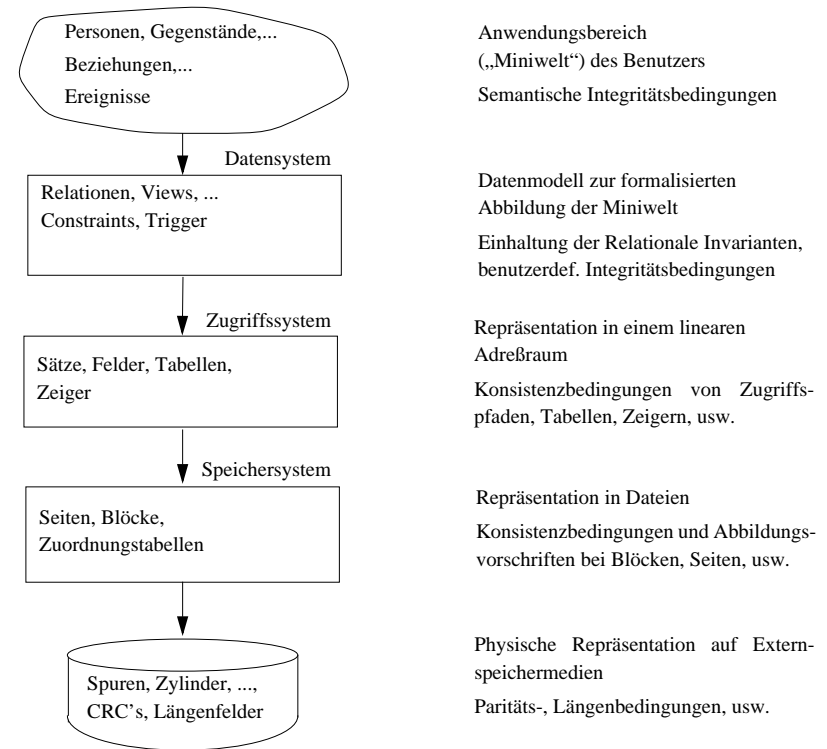 Personen, Gegenstände,...
Beziehungen,...
Ereignisse
Anwendungsbereich
(„Miniwelt“) des Benutzers
Semantische Integritätsbedingungen
Datensystem
Relationen, Views, ...
Constraints, Trigger
Datenmodell zur formalisierten
Abbildung der Miniwelt
Einhaltung der Relationale Invarianten,
benutzerdef. Integritätsbedingungen
Zugriffssystem
Sätze, Felder, Tabellen,
Zeiger
Repräsentation in einem linearen
Adreßraum
Konsistenzbedingungen von Zugriffs-
pfaden, Tabellen, Zeigern, usw.
Speichersystem
Seiten, Blöcke,
Zuordnungstabellen
Repräsentation in Dateien
Konsistenzbedingungen und Abbildungs-
vorschriften bei Blöcken, Seiten, usw.
Spuren, Zylinder, ...,
CRC’s, Längenfelder
Physische Repräsentation auf Extern-
speichermedien
Paritäts-, Längenbedingungen, usw.